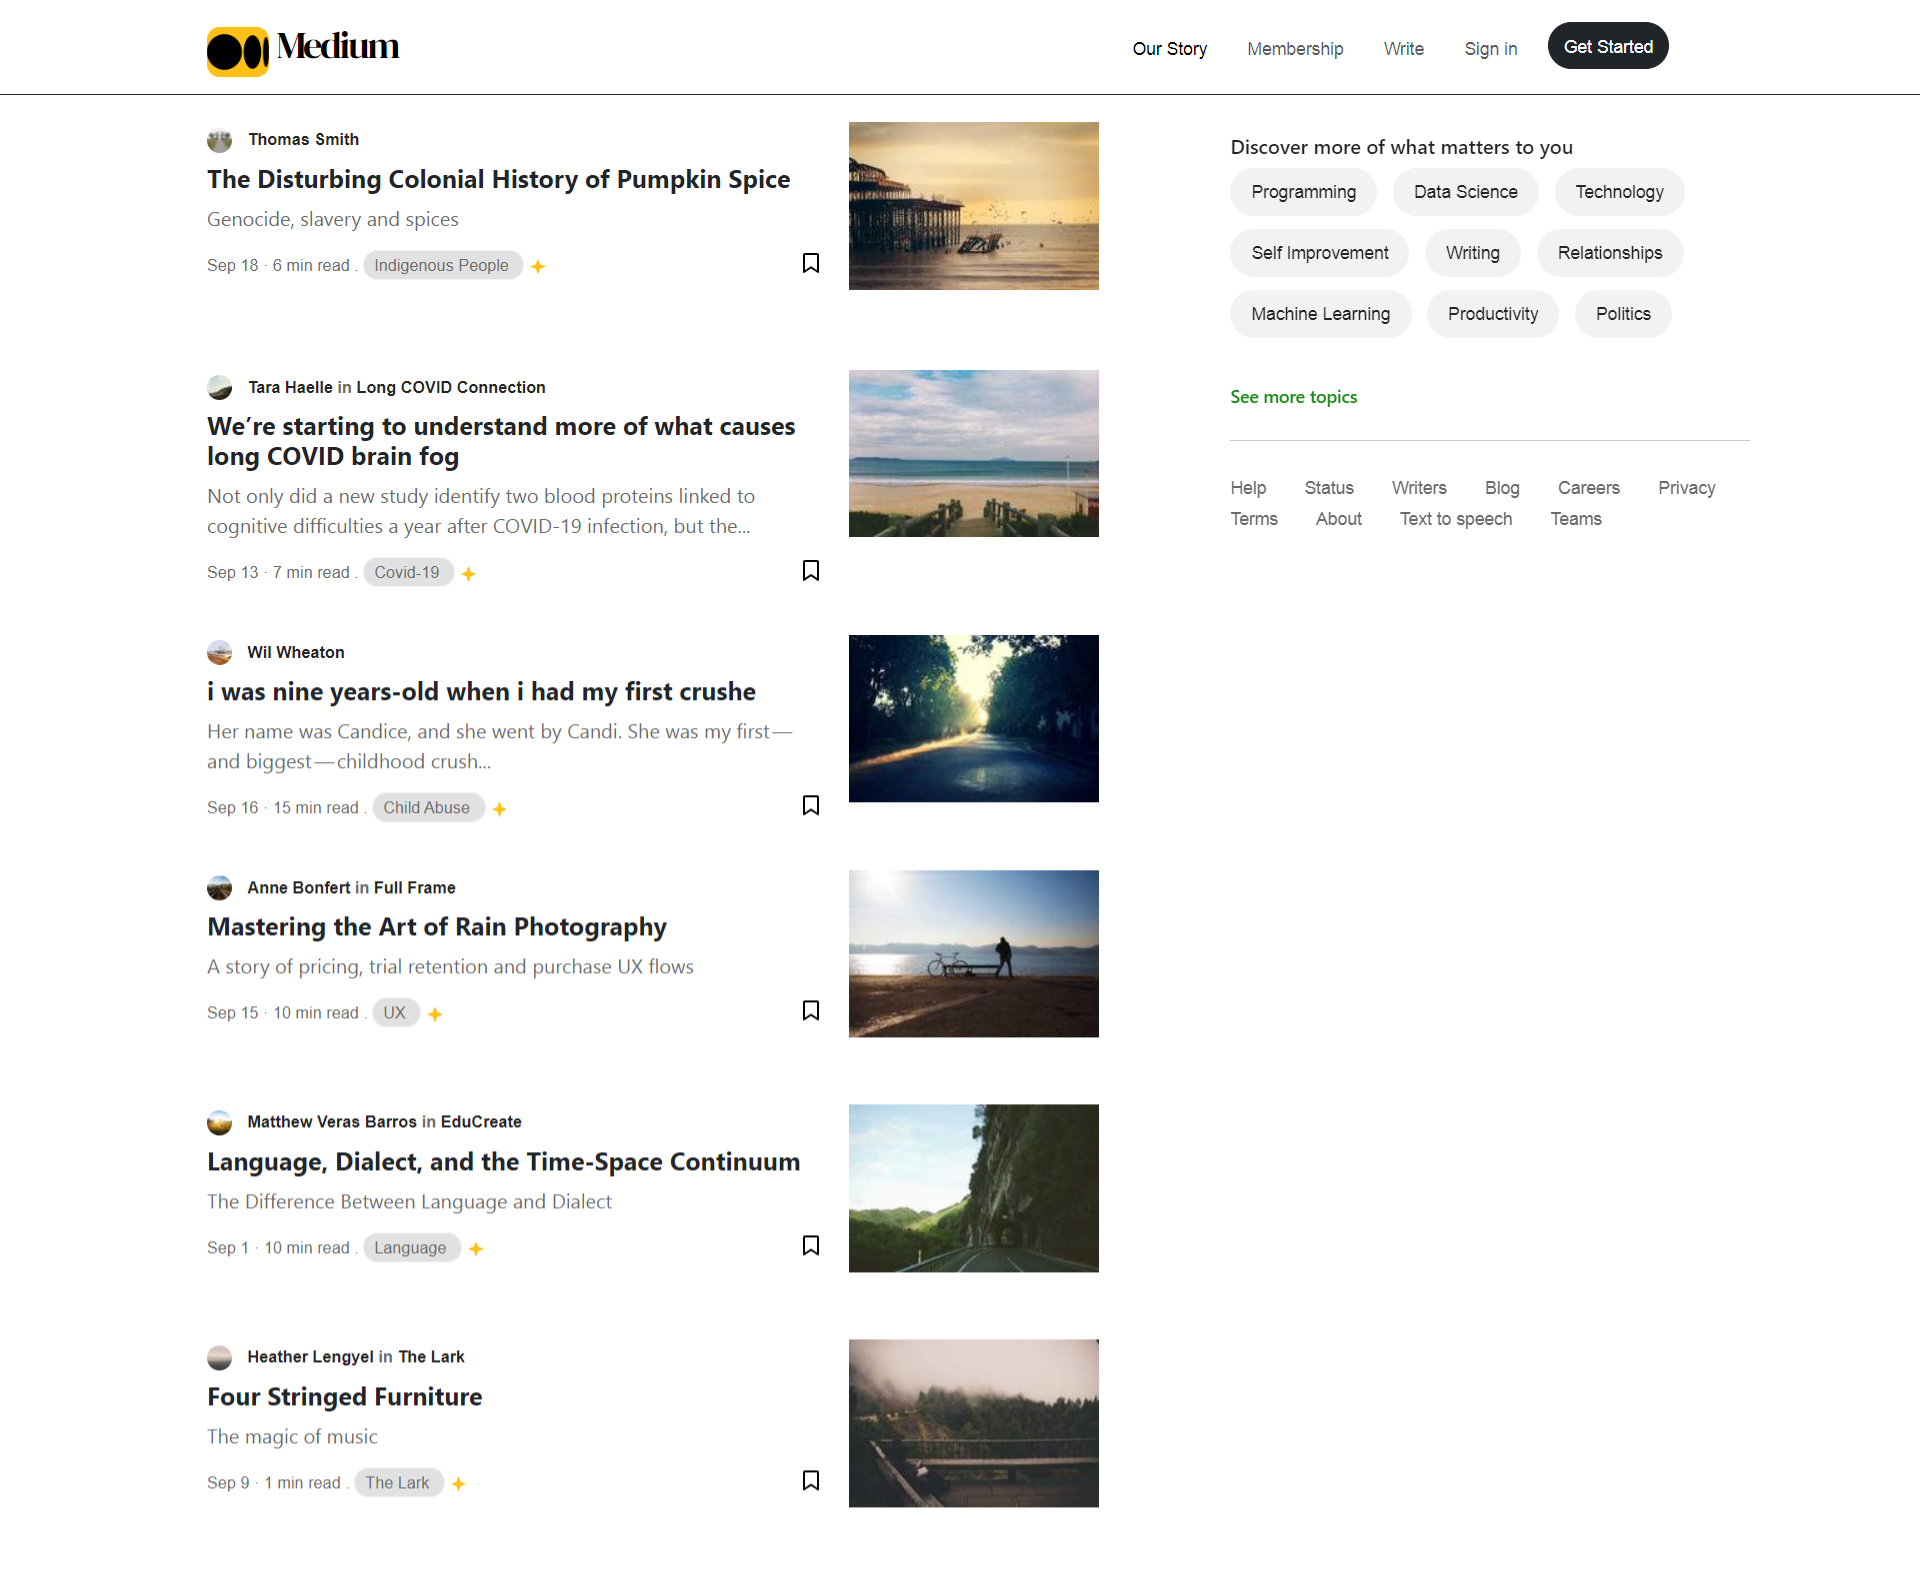 Medium
Our Story
Membership
Write
Sign in
Get Started
Thomas Smith
The Disturbing Colonial History of Pumpkin Spice
Genocide, slavery and spices
Sep 18 · 6 min read . Indigenous People
Tara Haelle in Long COVID Connection
We’re starting to understand more of what causes
long COVID brain fog
Not only did a new study identify two blood proteins linked to
cognitive difficulties a year after COVID-19 infection, but the...
Sep 13 · 7 min read . Covid-19
Wil Wheaton
i was nine years-old when i had my first crushe
Her name was Candice, and she went by Candi. She was my first —
and biggest — childhood crush...
Sep 16 · 15 min read . Child Abuse
Anne Bonfert in Full Frame
Mastering the Art of Rain Photography
A story of pricing, trial retention and purchase UX flows
Sep 15 · 10 min read . UX
Matthew Veras Barros in EduCreate
Language, Dialect, and the Time-Space Continuum
The Difference Between Language and Dialect
Sep 1 · 10 min read . Language
Heather Lengyel in The Lark
Four Stringed Furniture
The magic of music
Sep 9 · 1 min read . The Lark
Discover more of what matters to you
Programming
Data Science
Technology
Self Improvement
Writing
Relationships
Machine Learning
Productivity
Politics
See more topics
Help Status Writers Blog Careers Privacy
Terms About Text to speech Teams